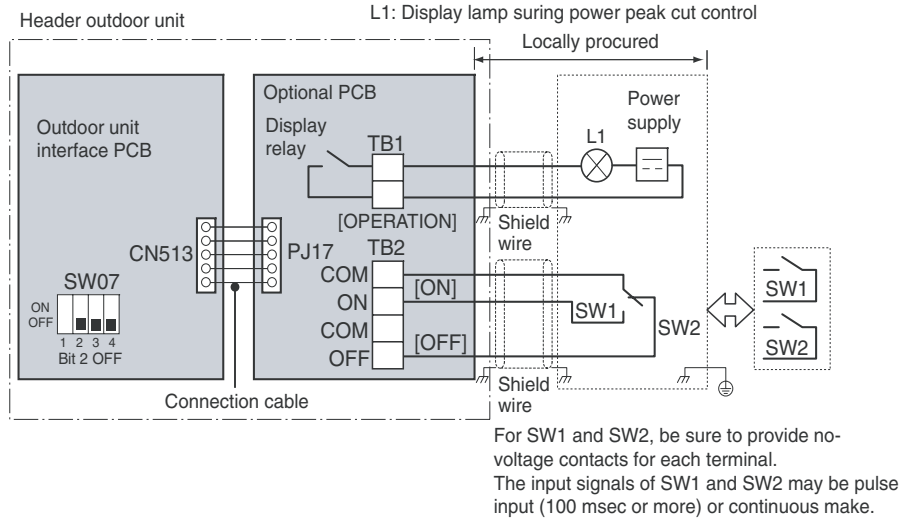 L1: Display lamp suring power peak cut control
Header outdoor unit
Locally procured
Outdoor unit
interface PCB
Optional PCB
Display
relay
TB1
L1
Power
supply
[OPERATION]
Shield
wire
CN513
PJ17
TB2
COM
ON
COM
OFF
[ON]
[OFF]
SW1
SW2
SW1
SW2
SW07
ON
OFF
1 2 3 4
Bit 2 OFF
Connection cable
Shield
wire
For SW1 and SW2, be sure to provide no-
voltage contacts for each terminal.
The input signals of SW1 and SW2 may be pulse
input (100 msec or more) or continuous make.